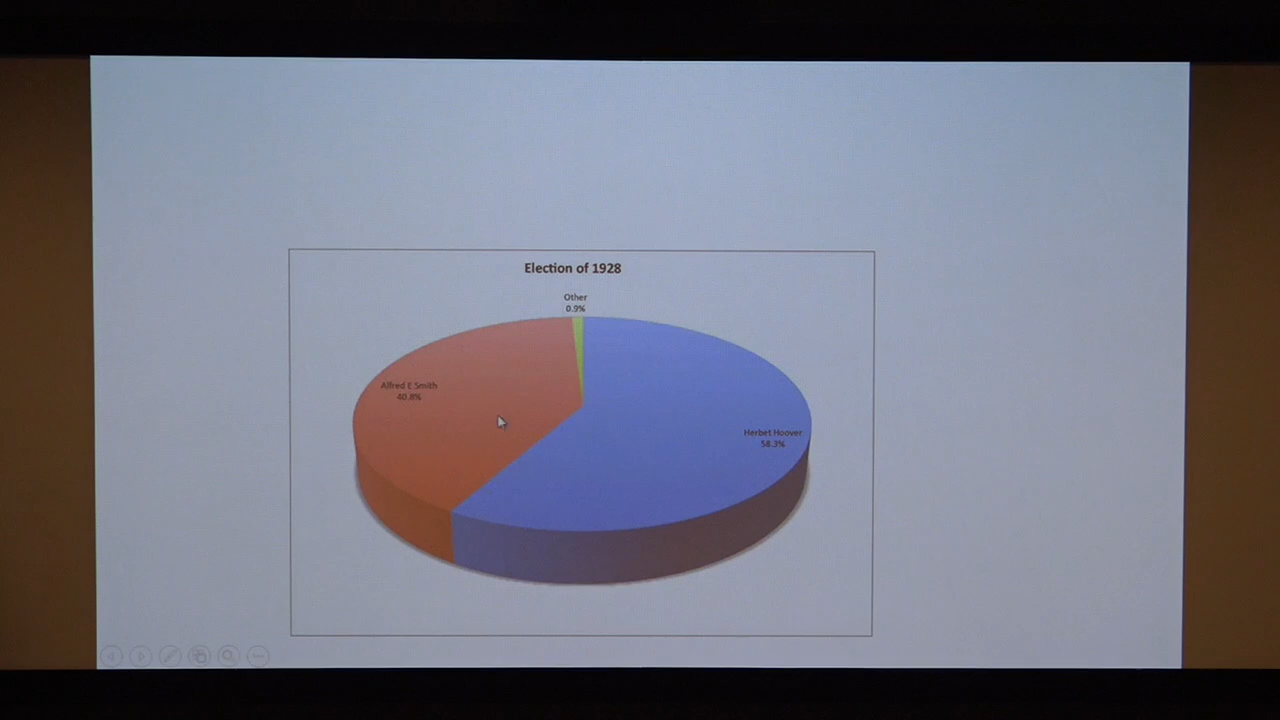 Election of 1928
Other
0.9%
Alfred E Smith
40.8%
Herbet Hoover
58.3%